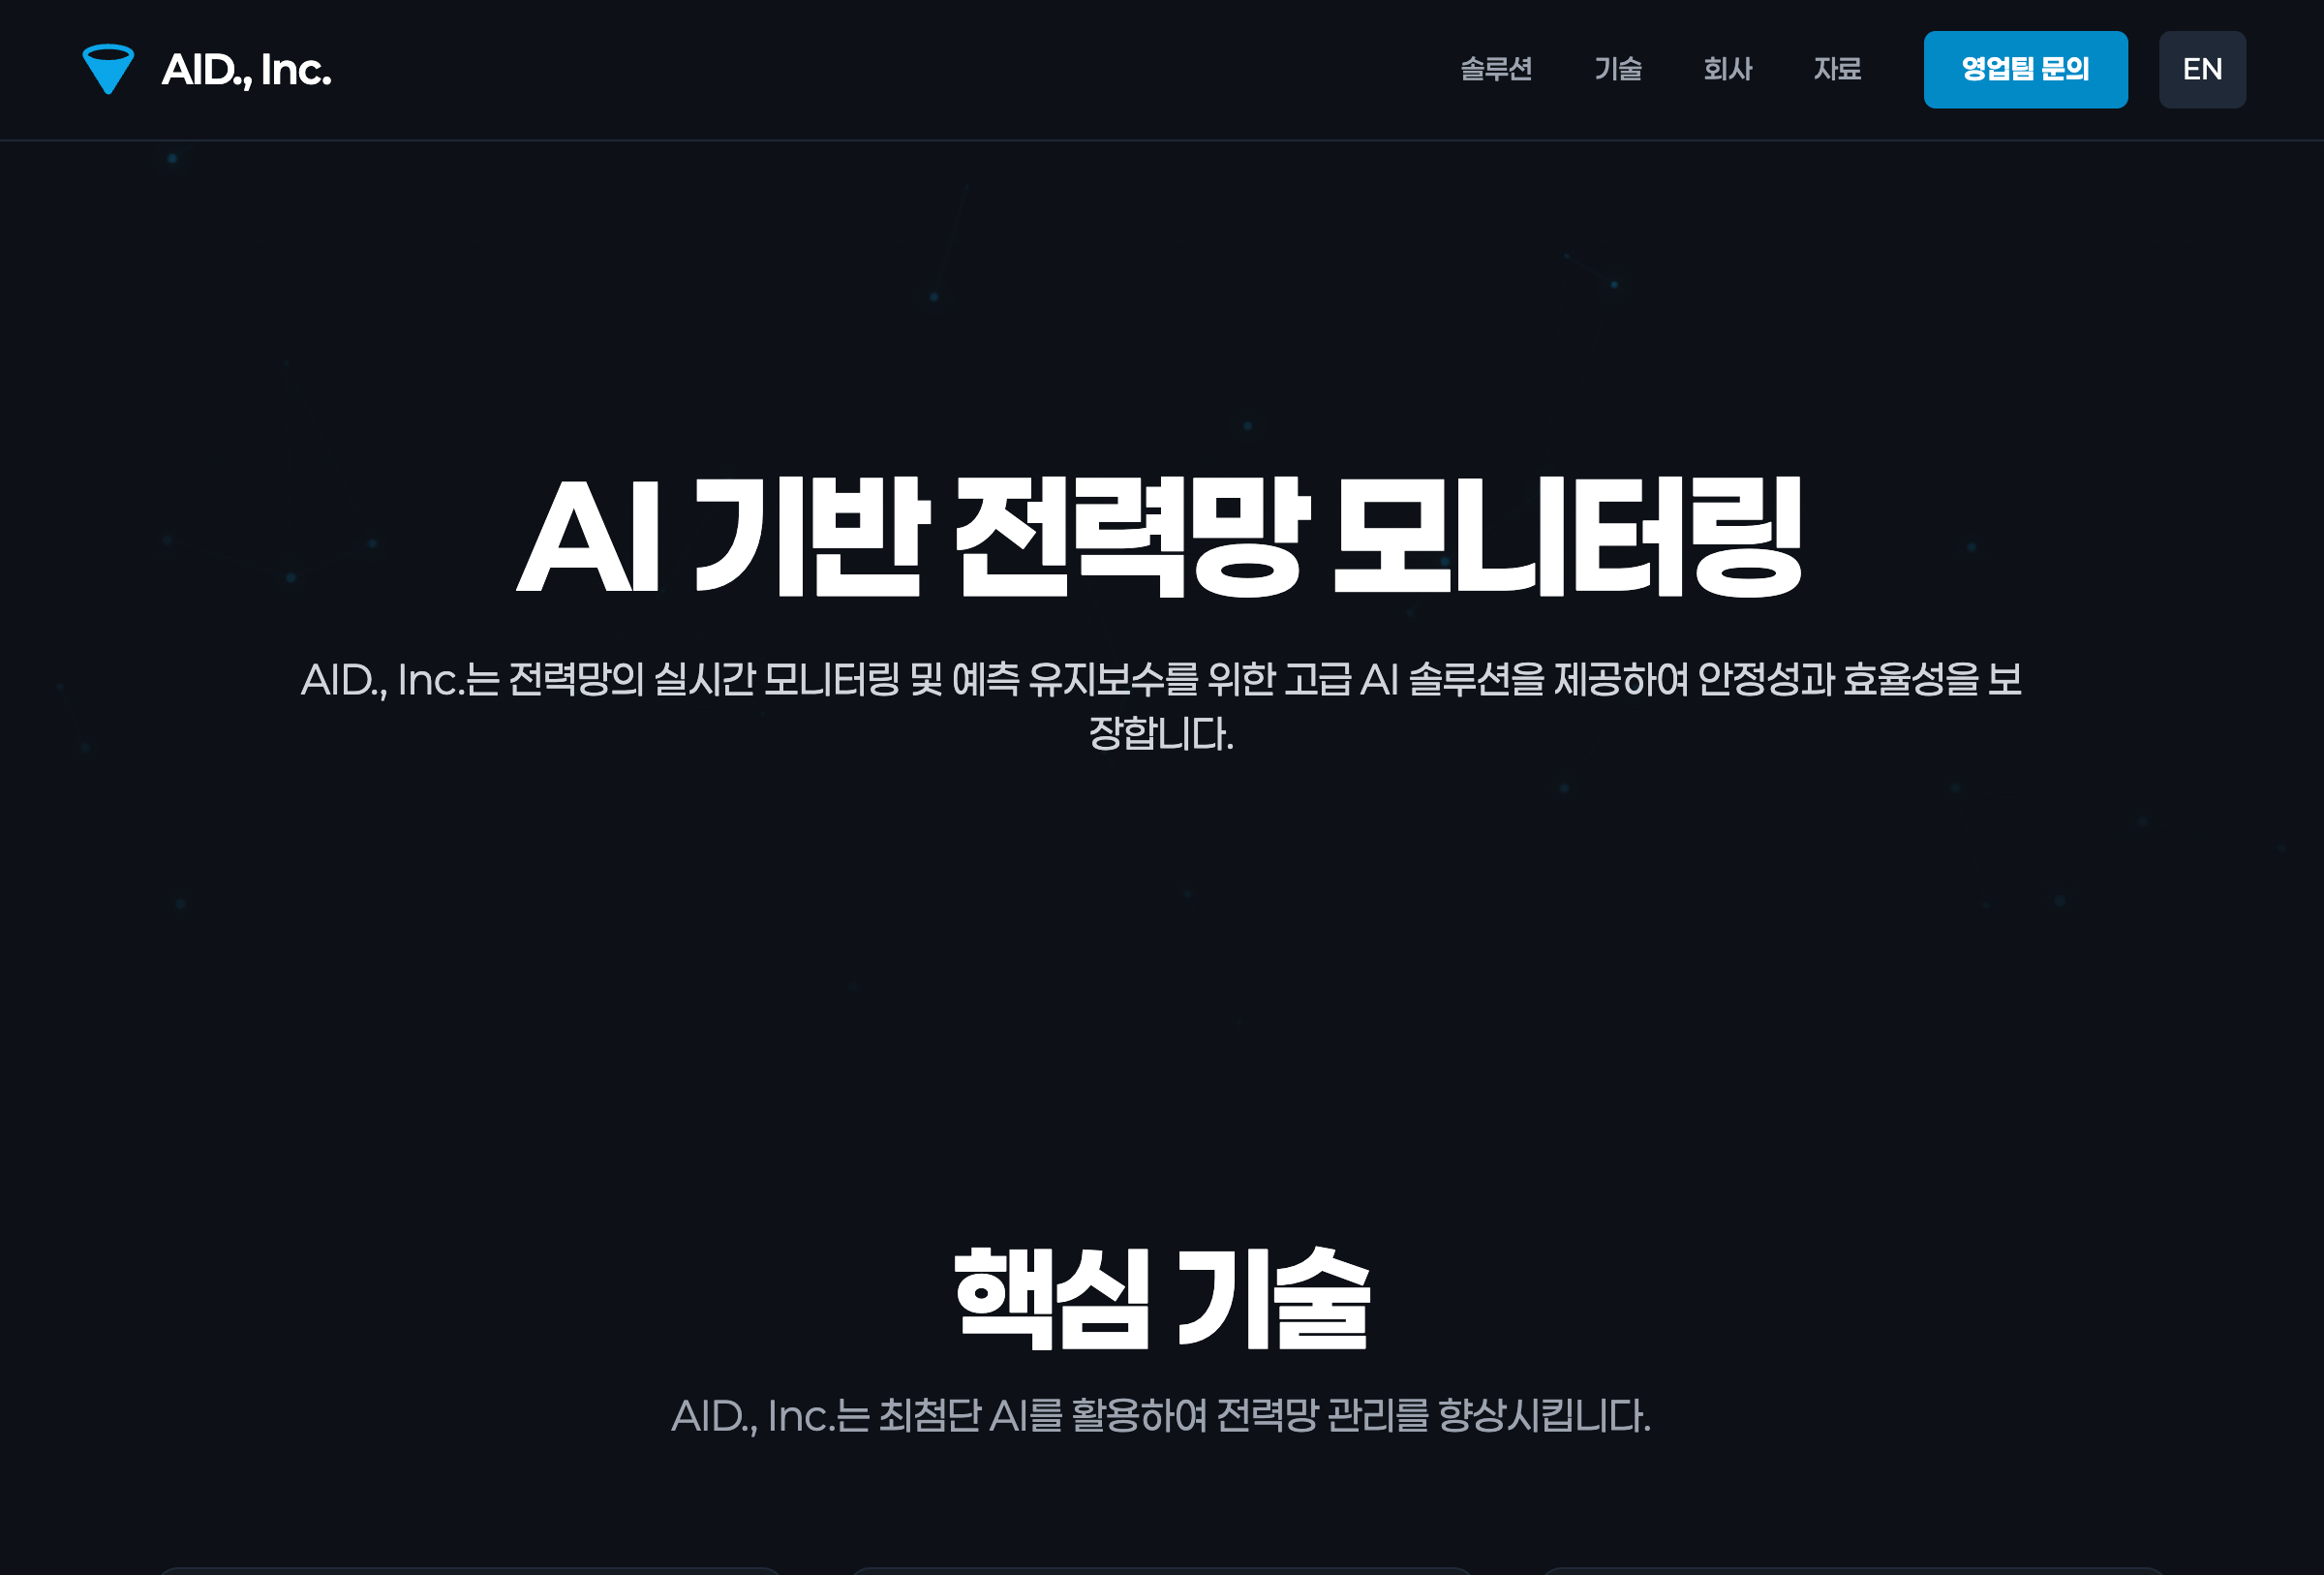 AID., Inc.
솔루션
기술
회사
자료
영업팀 문의
EN
AI 기반 전력망 모니터링
AID., Inc.는 전력망의 실시간 모니터링 및 예측 유지보수를 위한 고급 AI 솔루션을 제공하여 안정성과 효율성을 보
장합니다.
핵심 기술
AID., Inc.는 최첨단 AI를 활용하여 전력망 관리를 향상시킵니다.